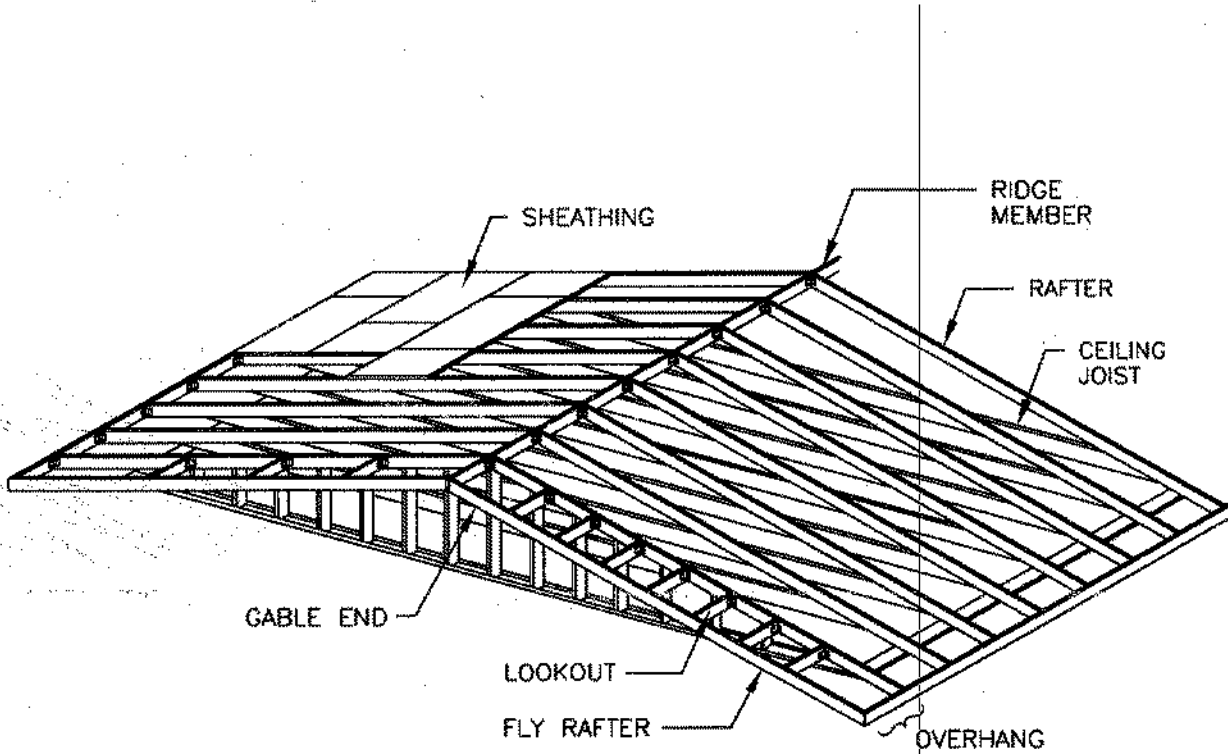 SHEATHING
RIDGE
MEMBER
RAFTER
CEILING
JOIST
GABLE END
LOOKOUT
FLY RAFTER
OVERHANG